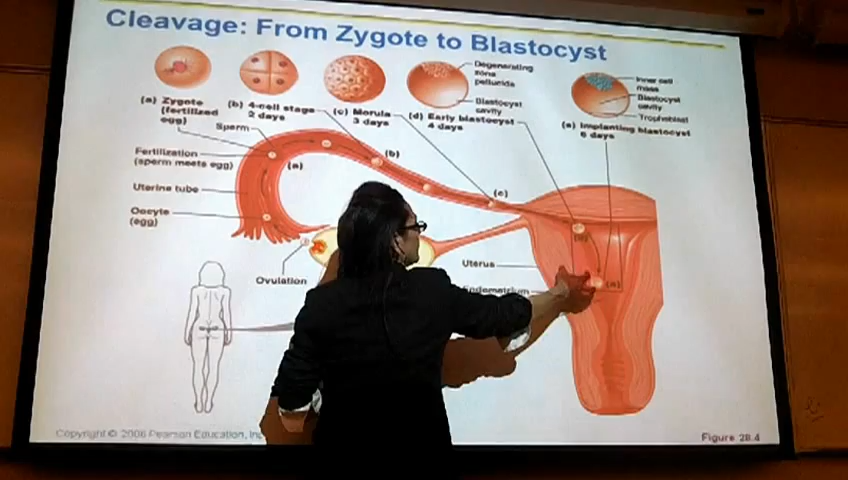 Cleavage: From Zygote to Blastocyst
Degenerating
zona
pellucida
Blastocyst
cavity
Inner cell
mass
Blastocyst
cavity
Trophoblast
(a) Zygote
(fertilized
egg)
(b) 4-cell stage
2 days
(c) Morula
3 days
(d) Early blastocyst
4 days
(e) Implanting blastocyst
6 days
Sperm
Fertilization
(sperm meets egg)
(a)
(b)
(c)
Uterine tube
Oocyte
(egg)
Ovulation
Uterus
Endometrium
(d)
(e)
Copyright © 2006 Pearson Education, Inc
Figure 28.4